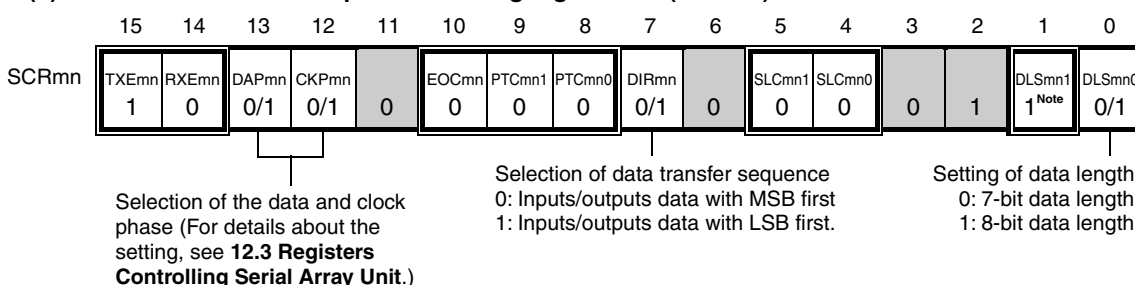 15 14 13 12 11 10 9 8 7 6 5 4 3 2 1 0
SCRmn
TXEmn RXEmn DAPmn CKPmn EOCmn PTCmn1 PTCmn0 DIRmn SLCmn1 SLCmn0 DLSmn1 DLSmn0
1 0 0/1 0/1 0 0 0 0 0/1 0 0 0 0 1 1Note 0/1
Selection of the data and clock
phase (For details about the
setting, see 12.3 Registers
Controlling Serial Array Unit.)
Selection of data transfer sequence
0: Inputs/outputs data with MSB first
1: Inputs/outputs data with LSB first.
Setting of data length
0: 7-bit data length
1: 8-bit data length